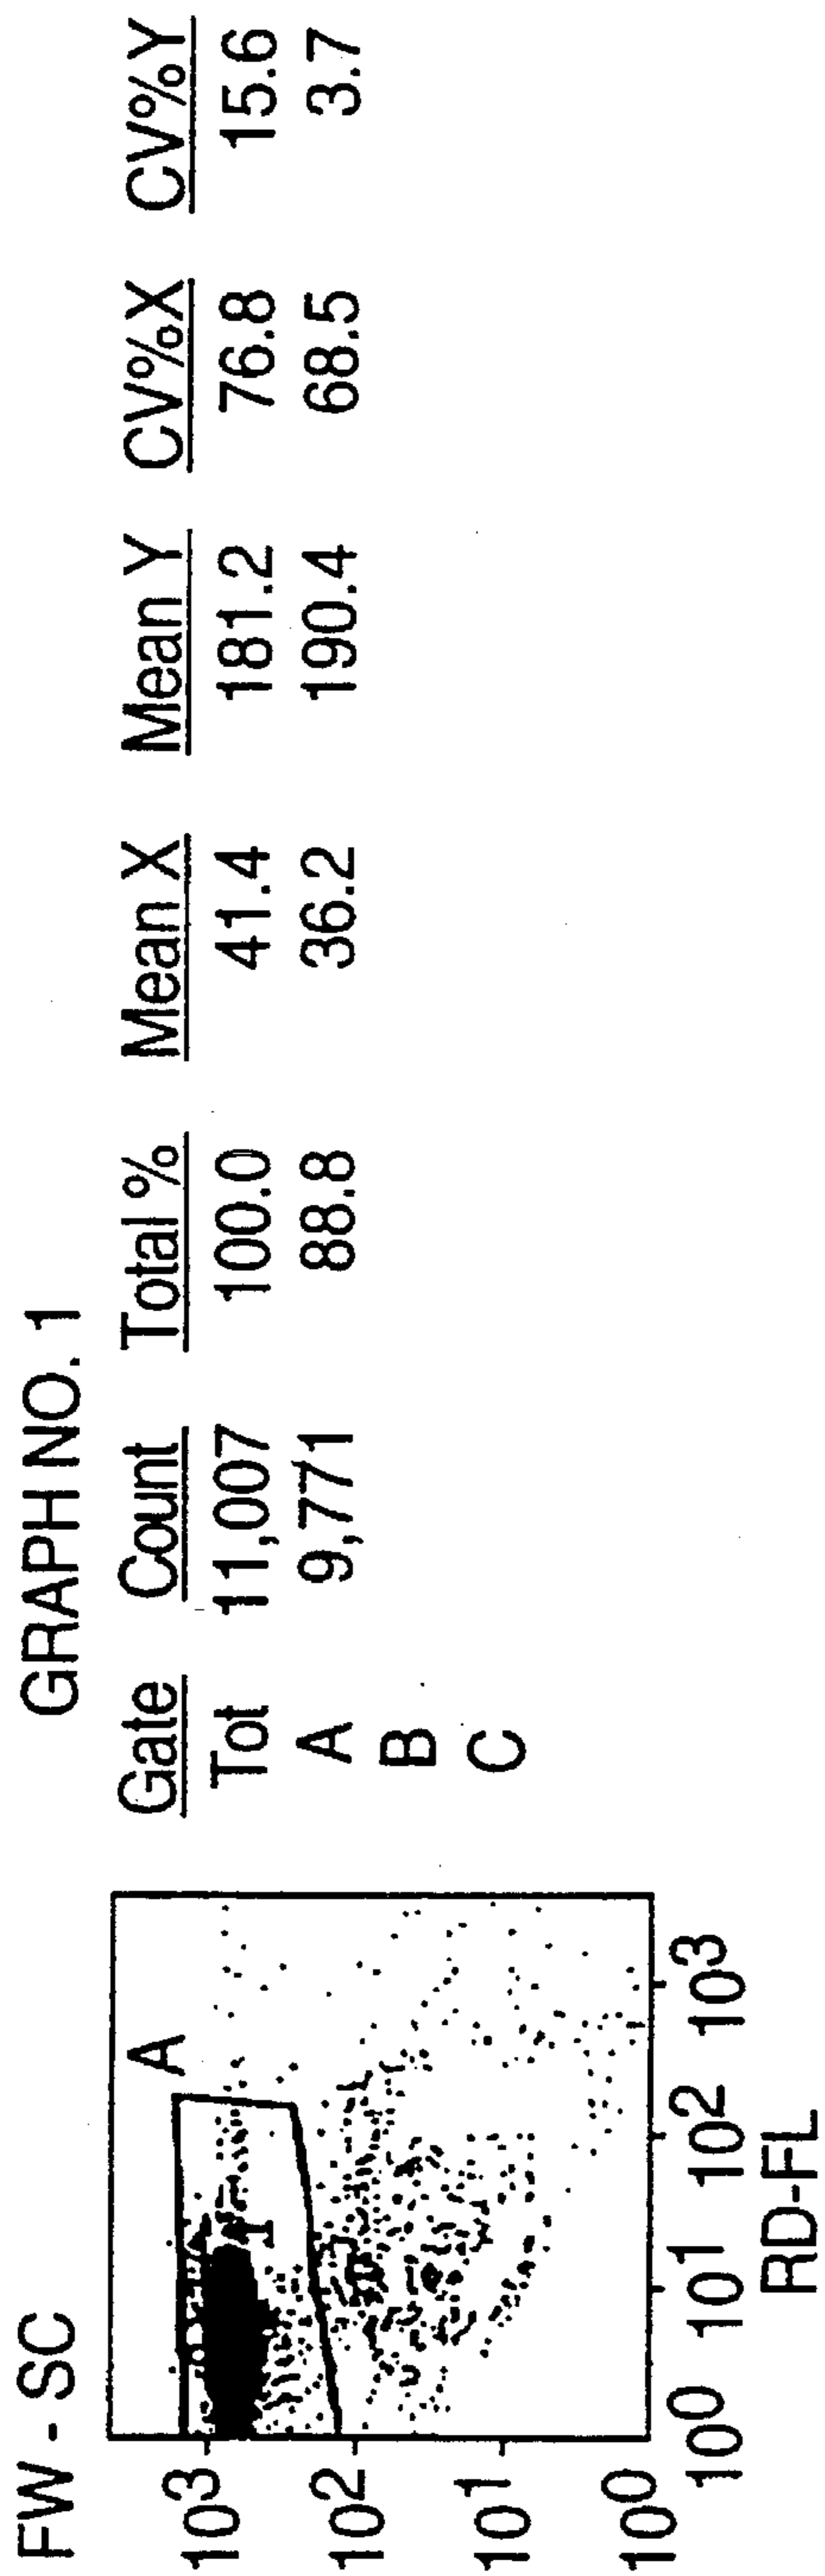 GRAPH NO. 1
FW - SC
Gate Count Total % Mean X Mean Y CV%X CV%Y
Tot 11,007 100.0 41.4 181.2 76.8 15.6
A 9,771 88.8 36.2 190.4 68.5 3.7
B
C
A
10³
10²
10¹
10⁰
10⁰ 10¹ 10² 10³
RD-FL